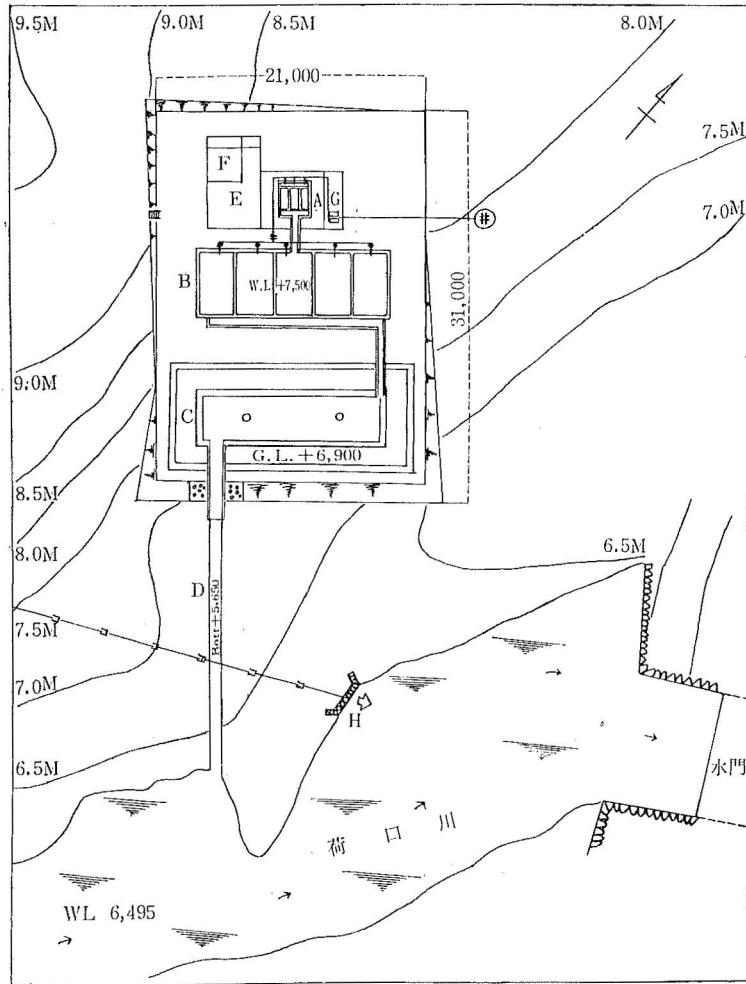 9.5M
9.0M
8.5M
8.0M
21,000
7.5M
7.0M
F
E
A
G
井
B
W.L +7,500
31,000
9.0M
C
G.L. +6,900
8.5M
8.0M
6.5M
D
Bott+5.650
7.5M
7.0M
H
6.5M
水門
荷口川
WL 6,495